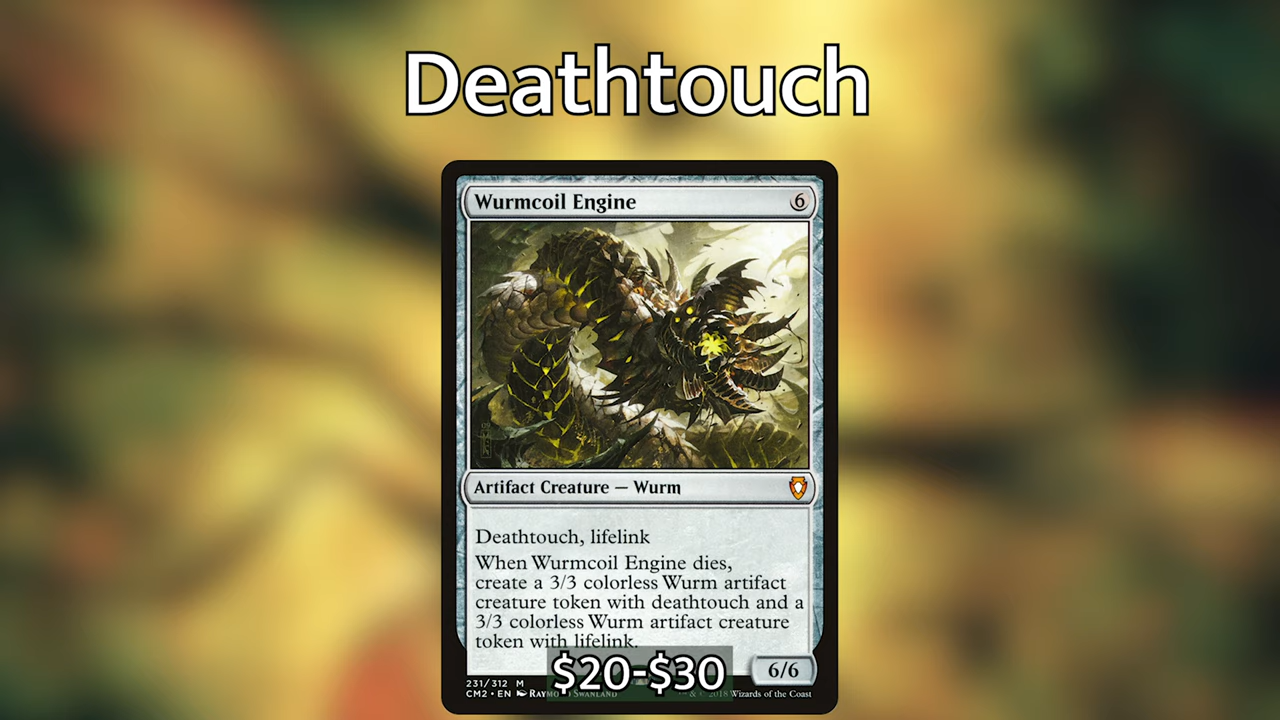 Deathtouch
Wurmcoil Engine 6
Artifact Creature — Wurm
Deathtouch, lifelink
When Wurmcoil Engine dies,
create a 3/3 colorless Wurm artifact
creature token with deathtouch and a
3/3 colorless Wurm artifact creature
token with lifelink.
$20-$30
6/6
231/312 M
CM2 • EN Swanland & © 2018 Wizards of the Coast